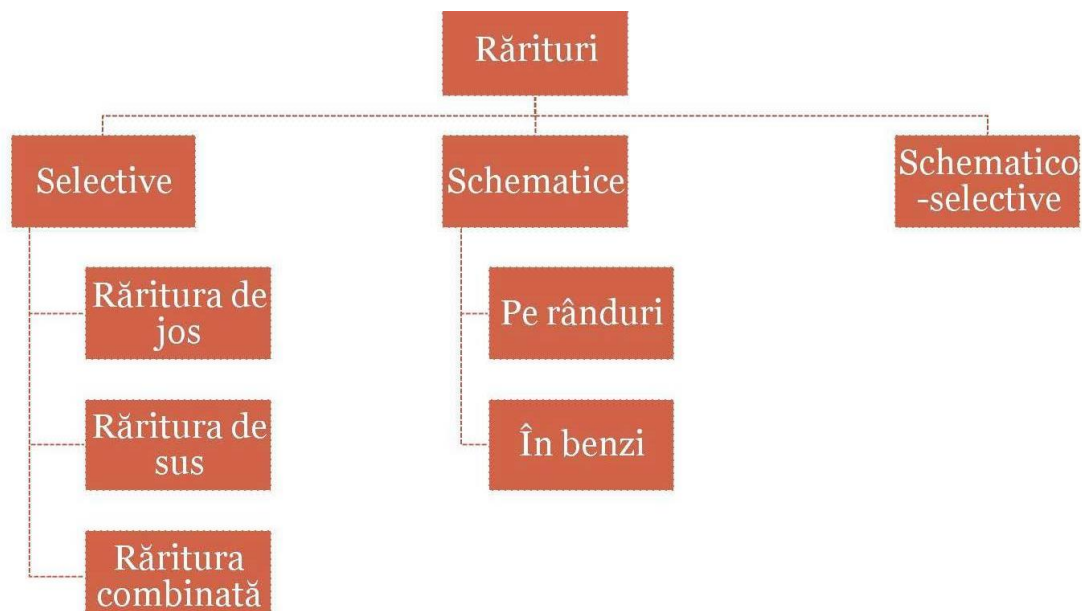 Rărituri
Selective
Schematice
Schematico
-selective
Răritura de
jos
Pe rânduri
Răritura de
sus
În benzi
Răritura
combinată